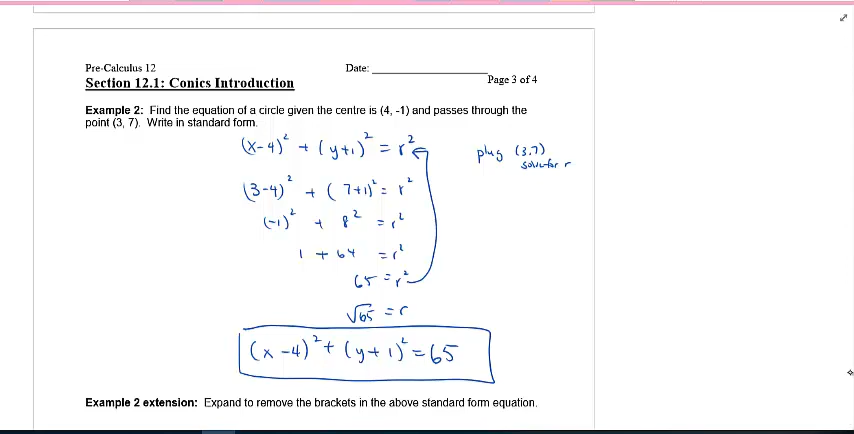 Pre-Calculus 12 Date: ____________________
Section 12.1: Conics Introduction Page 3 of 4
Example 2: Find the equation of a circle given the centre is (4, -1) and passes through the
point (3, 7). Write in standard form.
(x-4)² + (y+1)² = r²
plug (3,7)
solve for r
(3-4)² + (7+1)² = r²
(-1)² + 8² = r²
1 + 64 = r²
65 = r²
√65 = r
(x-4)² + (y+1)² = 65
Example 2 extension: Expand to remove the brackets in the above standard form equation.